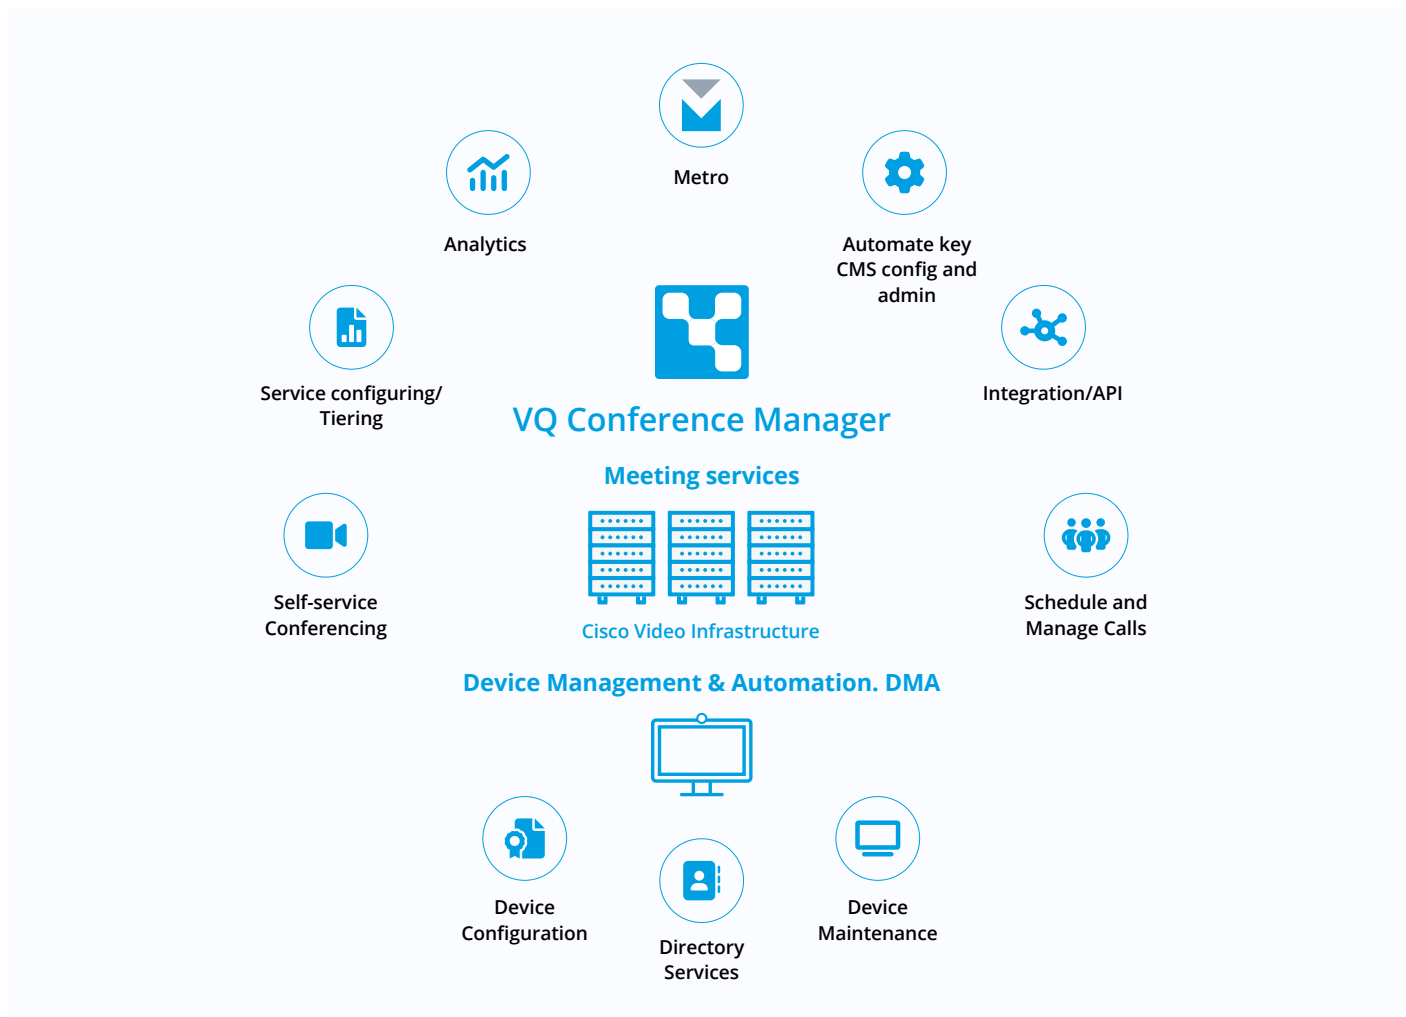 Metro
Analytics
Automate key
CMS config and
admin
Service configuring/
Tiering
Integration/API
VQ Conference Manager
Meeting services
Self-service
Conferencing
Cisco Video Infrastructure
Schedule and
Manage Calls
Device Management & Automation. DMA
Device
Configuration
Directory
Services
Device
Maintenance